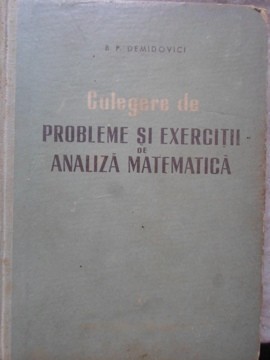 B. P. DEMIDOVICI
Culegere de
PROBLEME ȘI EXERCIȚII
DE
ANALIZĂ MATEMATICĂ